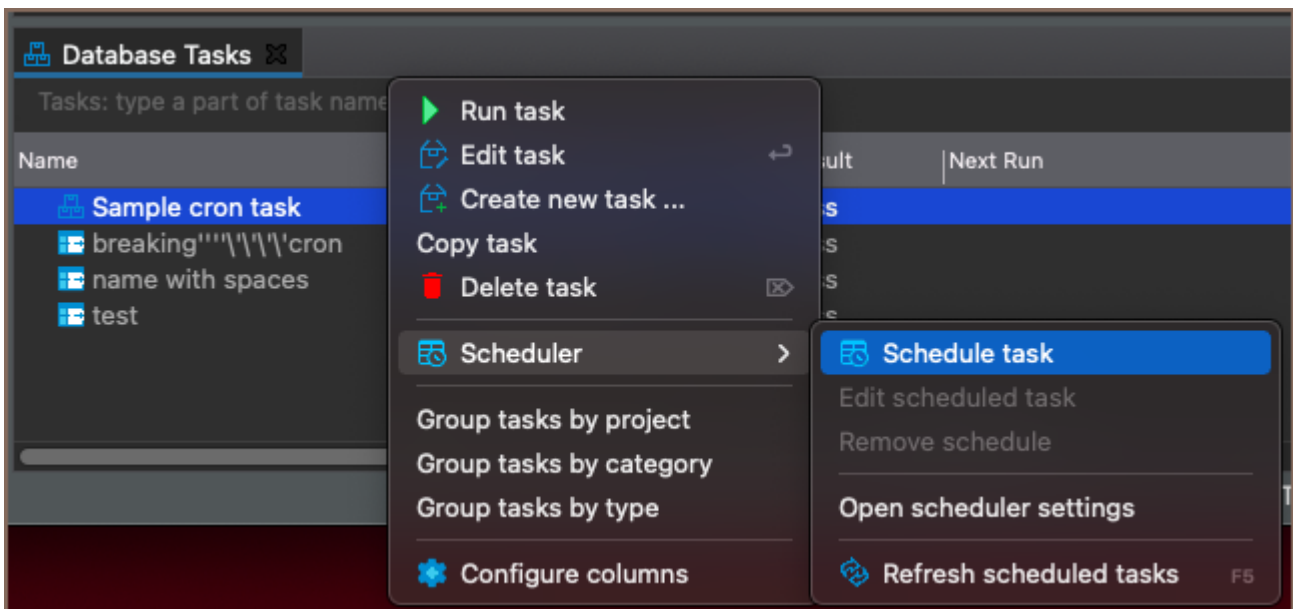 Database Tasks
Tasks: type a part of task name
Name
Next Run
Sample cron task
breaking''''\'\'\'\'cron
name with spaces
test
Run task
Edit task
Create new task ...
Copy task
Delete task
Scheduler
Group tasks by project
Group tasks by category
Group tasks by type
Configure columns
Schedule task
Edit scheduled task
Remove schedule
Open scheduler settings
Refresh scheduled tasks F5